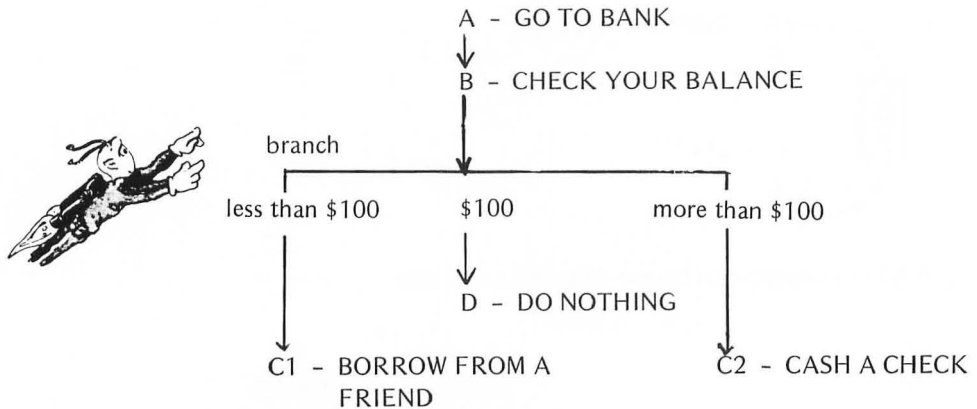 A - GO TO BANK
B - CHECK YOUR BALANCE
branch
less than $100
$100
more than $100
D - DO NOTHING
C1 - BORROW FROM A
FRIEND
C2 - CASH A CHECK